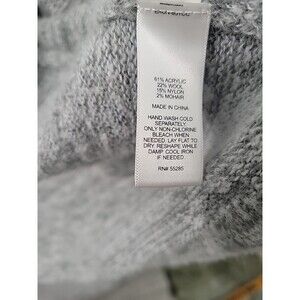 61% ACRYLIC
22% WOOL
15% NYLON
2% MOHAIR
MADE IN CHINA
HAND WASH COLD
SEPARATELY.
ONLY NON-CHLORINE
BLEACH WHEN
NEEDED. LAY FLAT TO
DRY. RESHAPE WHILE
DAMP. COOL IRON
IF NEEDED.
RN# 55285